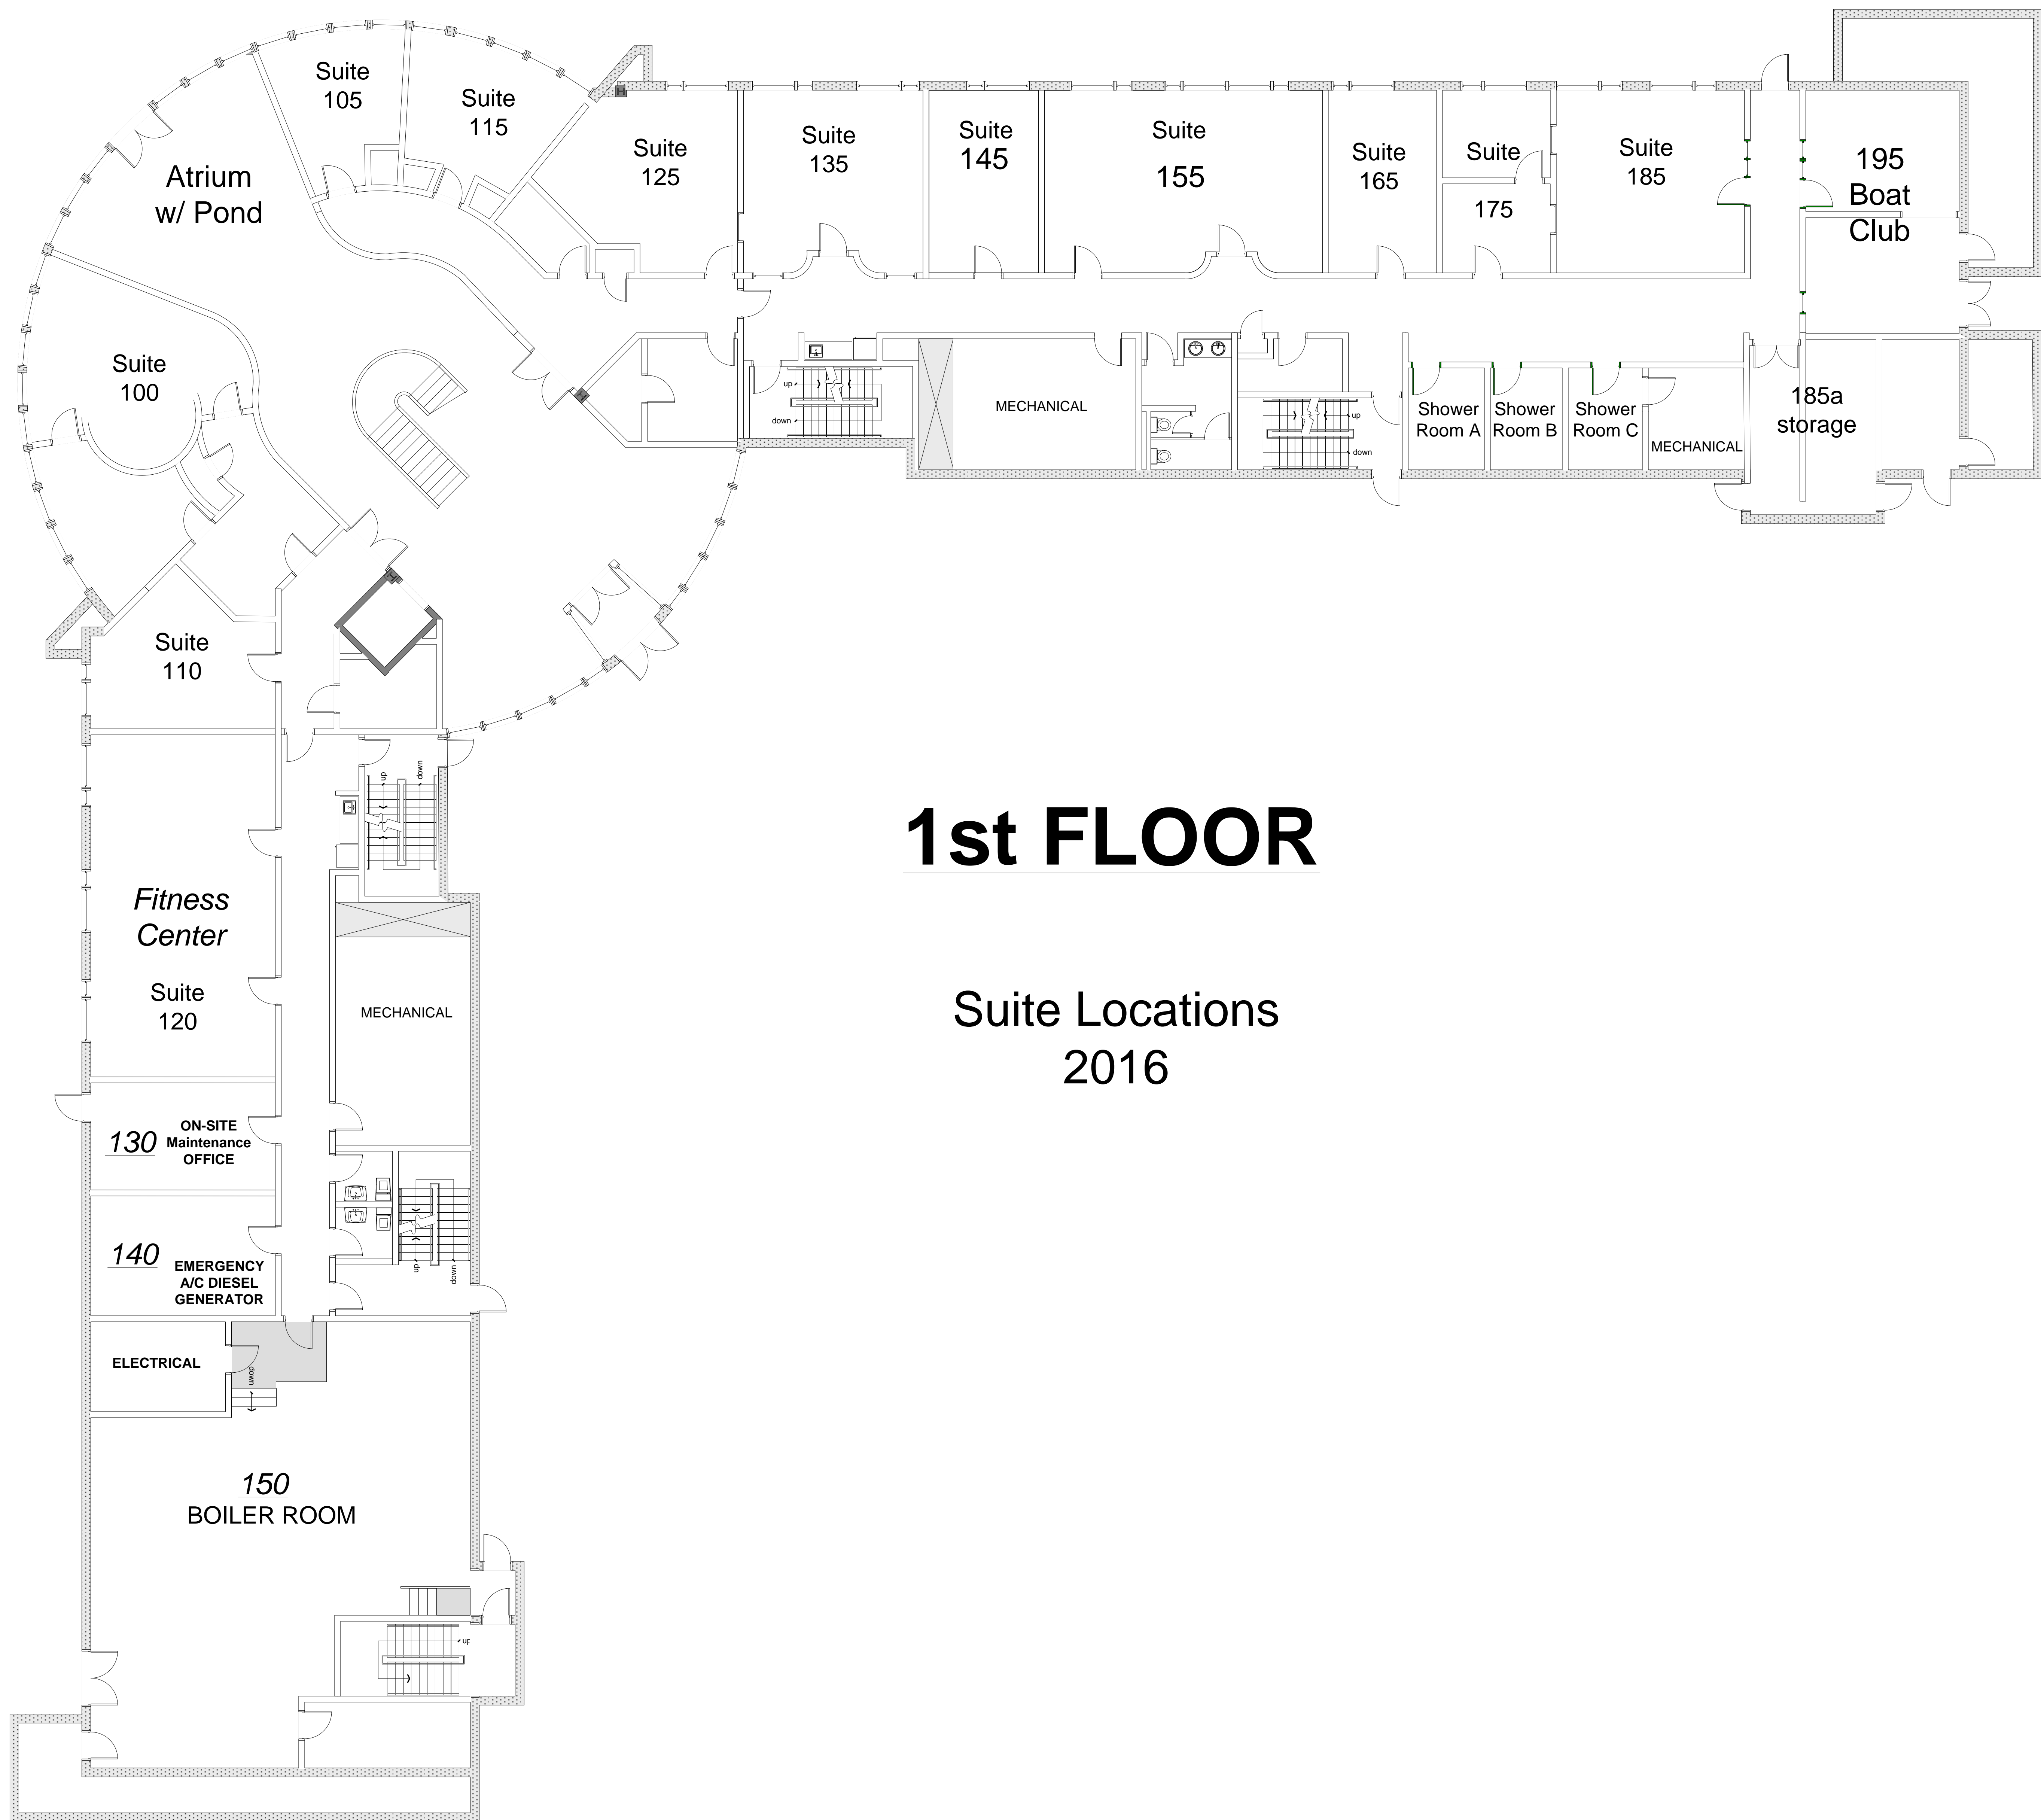 Suite
105
Suite
115
Atrium
w/ Pond
Suite
125
Suite
135
Suite
145
Suite
155
Suite
165
Suite
175
Suite
185
195
Boat
Club
Suite
100
up
down
MECHANICAL
up
down
Shower
Room A
Shower
Room B
Shower
Room C
MECHANICAL
185a
storage
Suite
110
up
down
1st FLOOR
Suite Locations
2016
Fitness
Center
Suite
120
MECHANICAL
130
ON-SITE
Maintenance
OFFICE
140
EMERGENCY
A/C DIESEL
GENERATOR
up
down
ELECTRICAL
down
150
BOILER ROOM
up